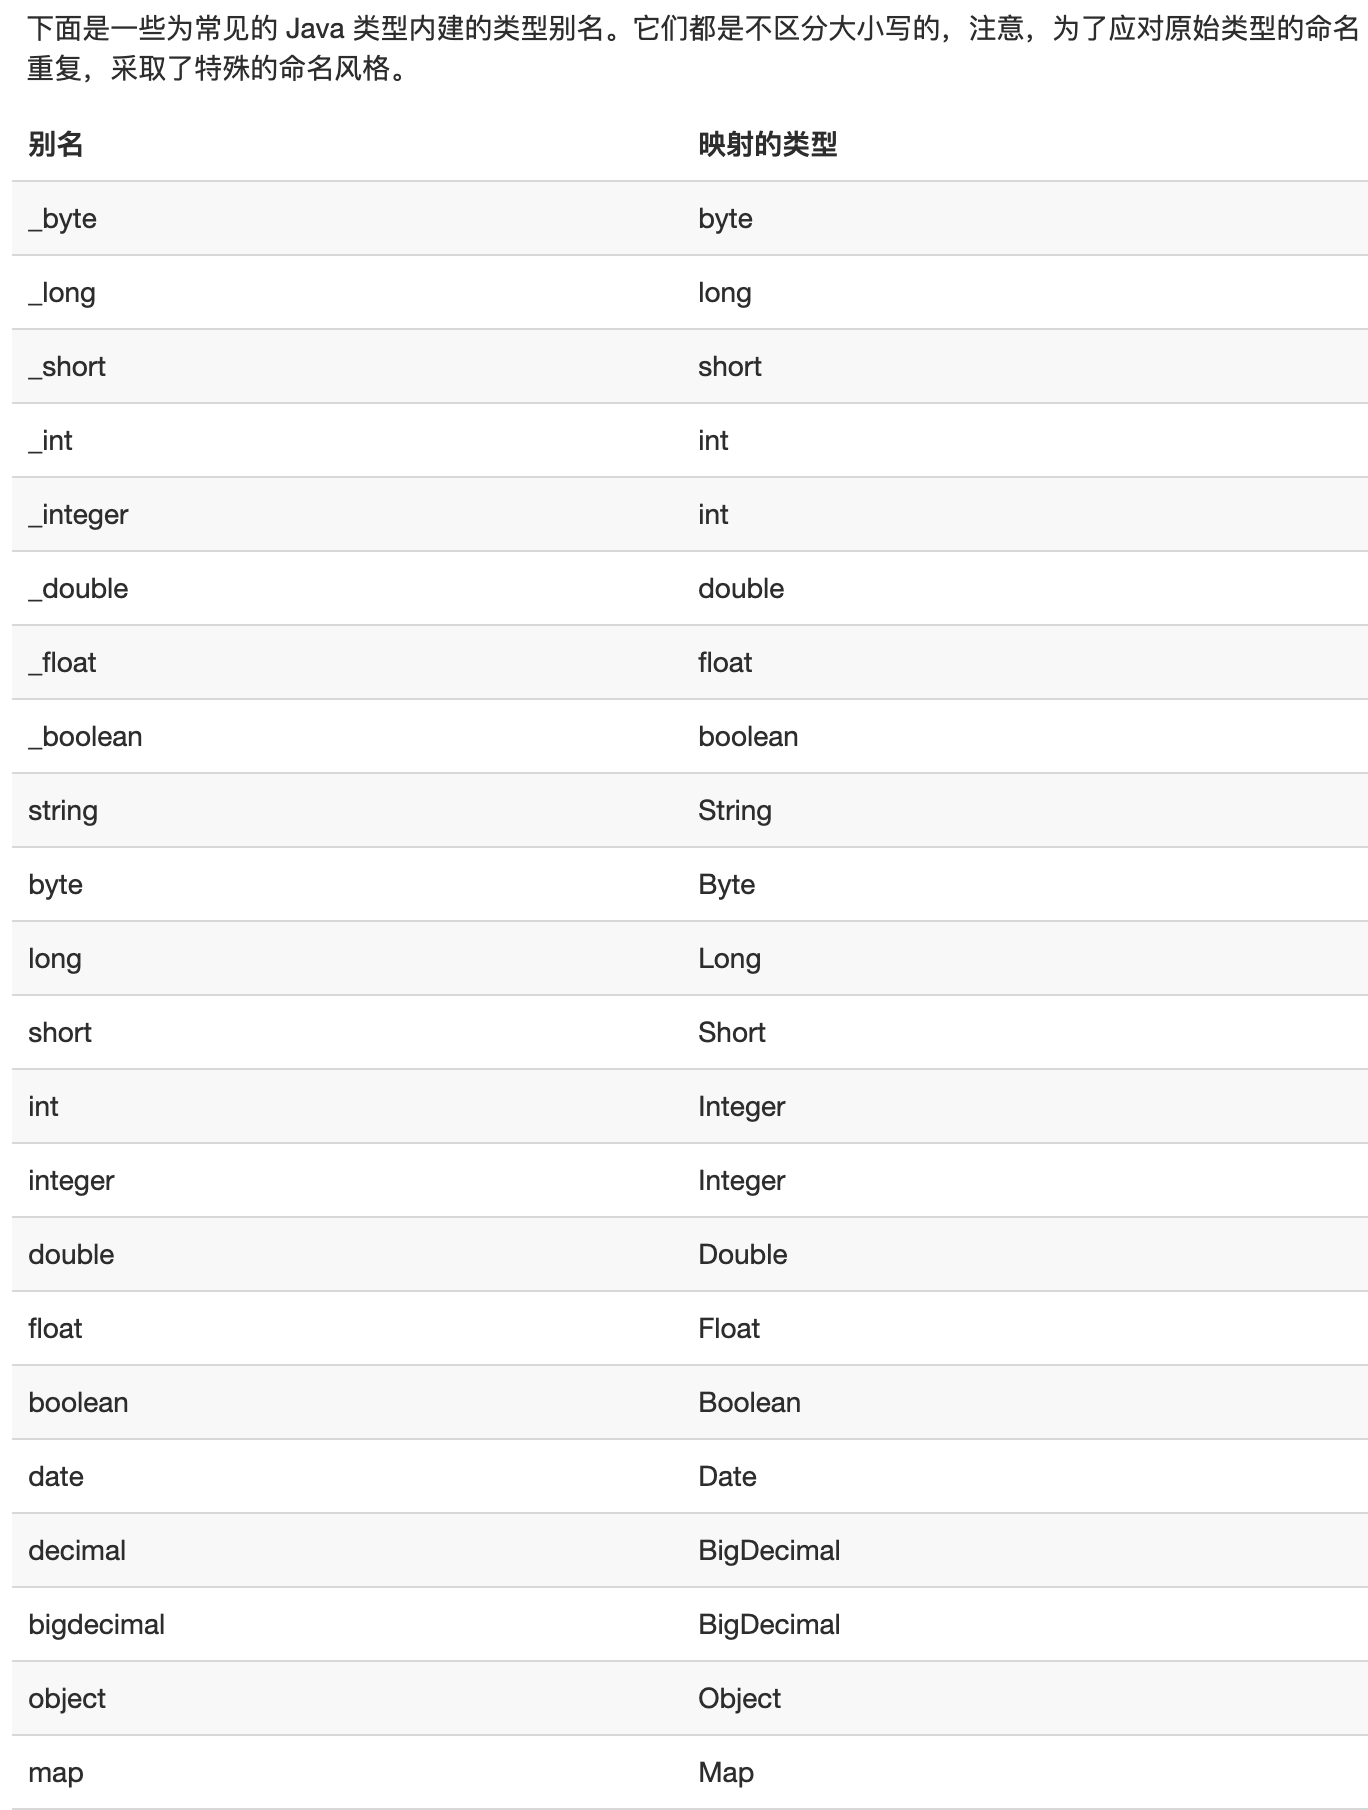 下面是一些为常见的 Java 类型内建的类型别名。它们都是不区分大小写的，注意，为了应对原始类型的命名
重复，采取了特殊的命名风格。
别名 映射的类型
_byte byte
_long long
_short short
_int int
_integer int
_double double
_float float
_boolean boolean
string String
byte Byte
long Long
short Short
int Integer
integer Integer
double Double
float Float
boolean Boolean
date Date
decimal BigDecimal
bigdecimal BigDecimal
object Object
map Map